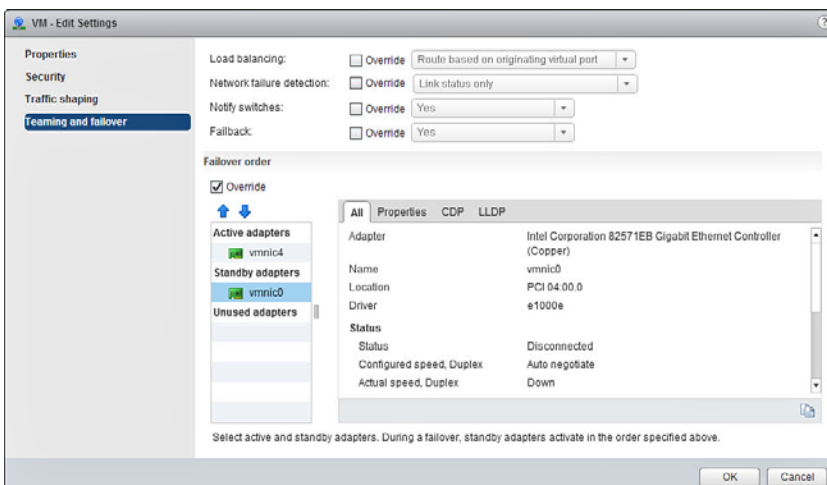 VM - Edit Settings
?
Properties
Security
Traffic shaping
Teaming and failover
Load balancing: Override Route based on originating virtual port
Network failure detection: Override Link status only
Notify switches: Override Yes
Failback: Override Yes
Failover order
Override
Active adapters
vmnic4
Standby adapters
vmnic0
Unused adapters
All Properties CDP LLDP
Adapter Intel Corporation 82571EB Gigabit Ethernet Controller
(Copper)
Name vmnic0
Location PCI 04:00.0
Driver e1000e
Status
Status Disconnected
Configured speed, Duplex Auto negotiate
Actual speed, Duplex Down
Select active and standby adapters. During a failover, standby adapters activate in the order specified above.
OK Cancel